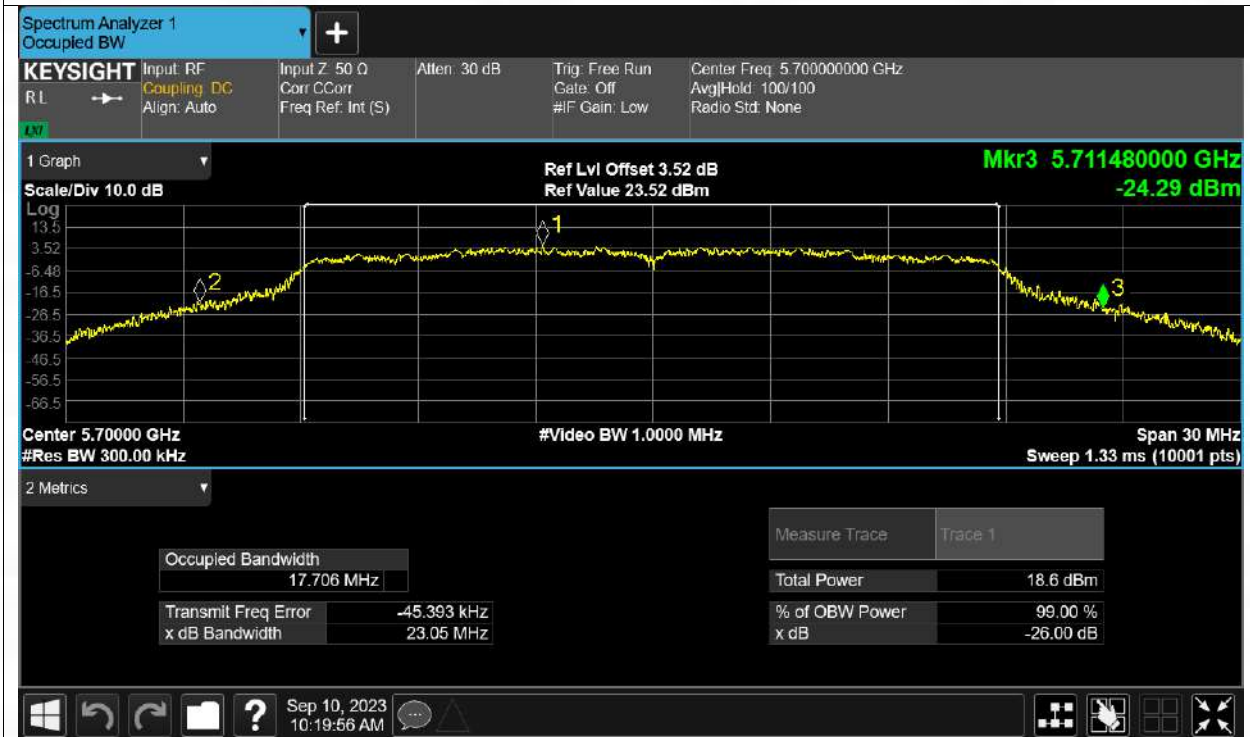 Spectrum Analyzer 1
Occupied BW
+
KEYSIGHT
RL
LXI
Input: RF
Coupling: DC
Align: Auto
Input Z: 50 Ω
Corr CCorr
Freq Ref: Int (S)
Atten: 30 dB
Trig: Free Run
Gate: Off
#IF Gain: Low
Center Freq: 5.700000000 GHz
Avg|Hold: 100/100
Radio Std: None
1 Graph
Scale/Div 10.0 dB
Ref Lvl Offset 3.52 dB
Ref Value 23.52 dBm
Mkr3 5.711480000 GHz
-24.29 dBm
Log
13.5
3.52
-6.48
-16.5
-26.5
-36.5
-46.5
-56.5
-66.5
1
2
3
Center 5.70000 GHz
#Res BW 300.00 kHz
#Video BW 1.0000 MHz
Span 30 MHz
Sweep 1.33 ms (10001 pts)
2 Metrics
Measure Trace Trace 1
Occupied Bandwidth
17.706 MHz
Total Power 18.6 dBm
Transmit Freq Error -45.393 kHz
% of OBW Power 99.00 %
x dB Bandwidth 23.05 MHz
x dB -26.00 dB
?
Sep 10, 2023
10:19:56 AM